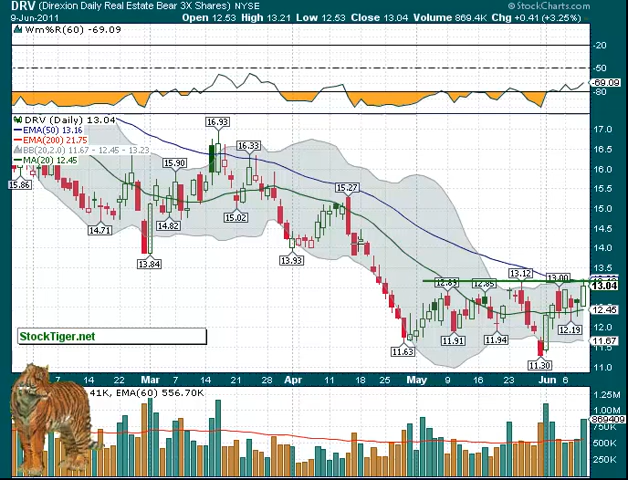 DRV (Direxion Daily Real Estate Bear 3X Shares) NYSE
© StockCharts.com
9-Jun-2011
Open 12.53 High 13.21 Low 12.53 Close 13.04 Volume 869.4K Chg +0.41 (+3.25%)
Wm%R(60) -69.09
-20
-50
-69.09
-80
DRV (Daily) 13.04
EMA(50) 13.16
EMA(200) 21.75
BB(20,2.0) 11.67 - 12.45 - 13.23
MA(20) 12.45
16.93
17.0
16.5
16.33
16.0
15.90
15.86
15.5
15.27
15.02
15.0
14.82
14.71
14.5
14.0
13.93
13.84
13.5
13.12
13.00
12.89
12.85
13.04
12.45
12.19
12.0
11.91
11.94
11.67
11.63
11.5
11.30
11.0
StockTiger.net
7 14 22 Mar 7 14 21 28 Apr 11 18 25 May 9 16 23 Jun 6
41K, EMA(60) 556.70K
1.25M
1.00M
869409
750K
500K
250K